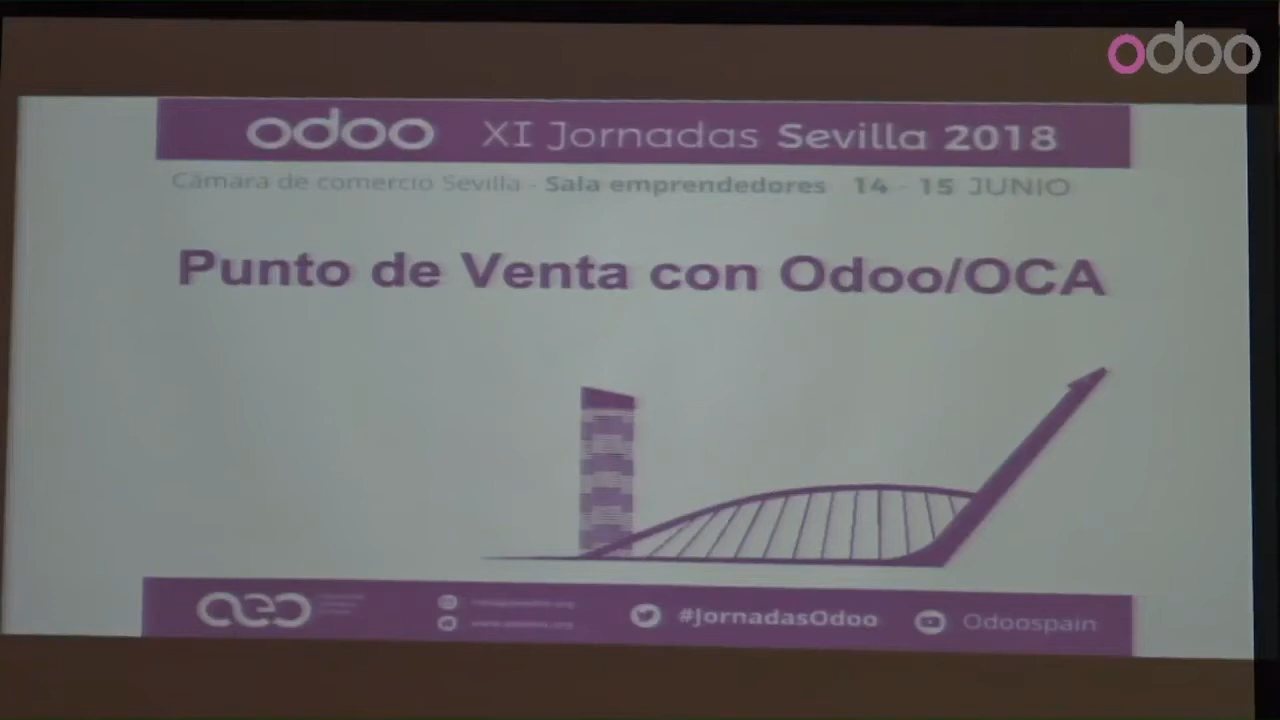 odoo
odoo XI Jornadas Sevilla 2018
Cámara de comercio Sevilla - Sala emprendedores 14 - 15 JUNIO
Punto de Venta con Odoo/OCA
aeo
#JornadasOdoo
Odoospain